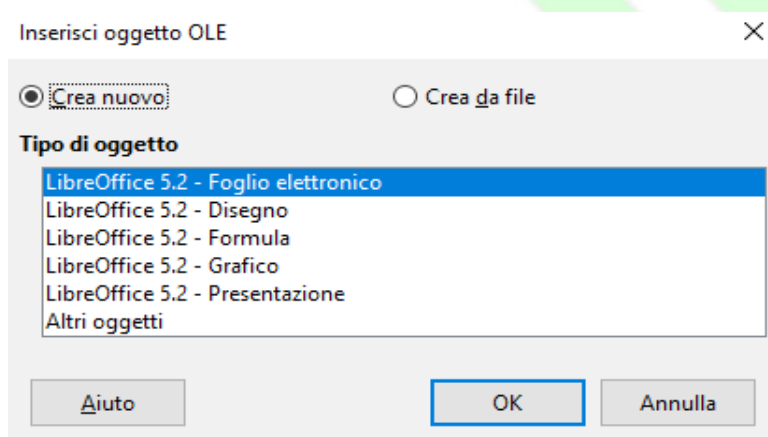 Inserisci oggetto OLE
Crea nuovo
Crea da file
Tipo di oggetto
LibreOffice 5.2 - Foglio elettronico
LibreOffice 5.2 - Disegno
LibreOffice 5.2 - Formula
LibreOffice 5.2 - Grafico
LibreOffice 5.2 - Presentazione
Altri oggetti
Aiuto
OK
Annulla